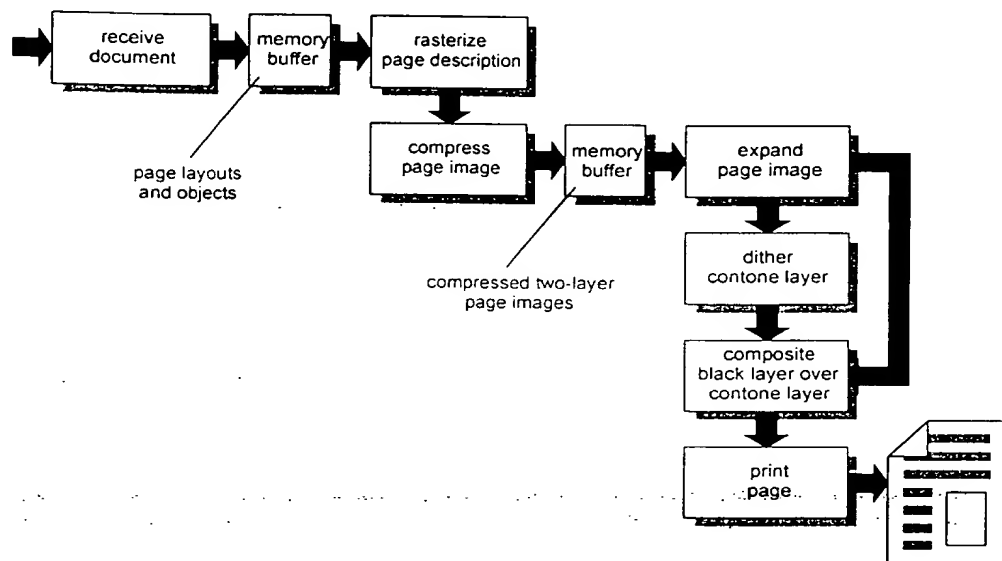 receive
document
memory
buffer
rasterize
page description
page layouts
and objects
compress
page image
memory
buffer
expand
page image
compressed two-layer
page images
dither
contone layer
composite
black layer over
contone layer
print
page